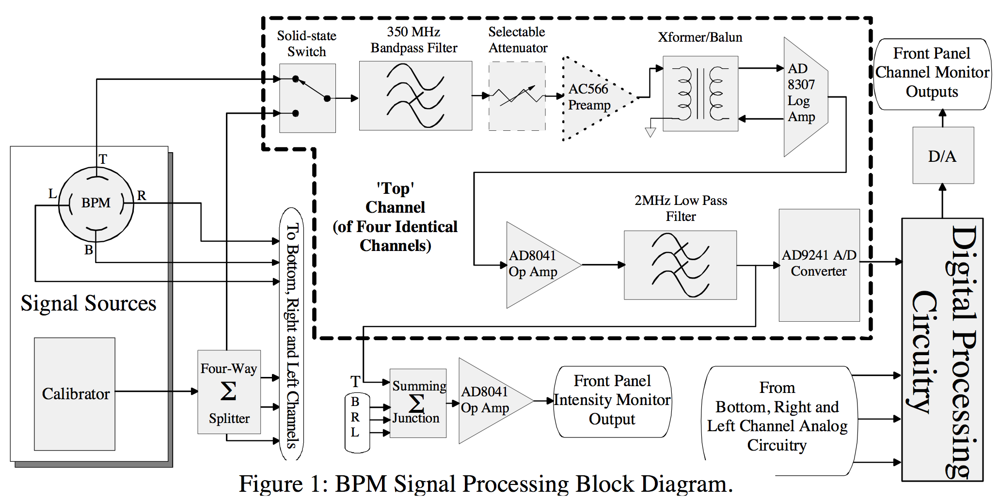 Solid-state
Switch
350 MHz
Bandpass Filter
Selectable
Attenuator
AC566
Preamp
Xformer/Balun
AD
8307
Log
Amp
Front Panel
Channel Monitor
Outputs
D/A
T
L
BPM
R
B
Signal Sources
Calibrator
Four-Way
Σ
Splitter
To Bottom, Right and Left Channels
'Top'
Channel
(of Four Identical
Channels)
AD8041
Op Amp
2MHz Low Pass
Filter
AD9241 A/D
Converter
Digital Processing
Circuitry
T
B
R
L
Summing
Σ
Junction
AD8041
Op Amp
Front Panel
Intensity Monitor
Output
From
Bottom, Right and
Left Channel Analog
Circuitry
Figure 1: BPM Signal Processing Block Diagram.